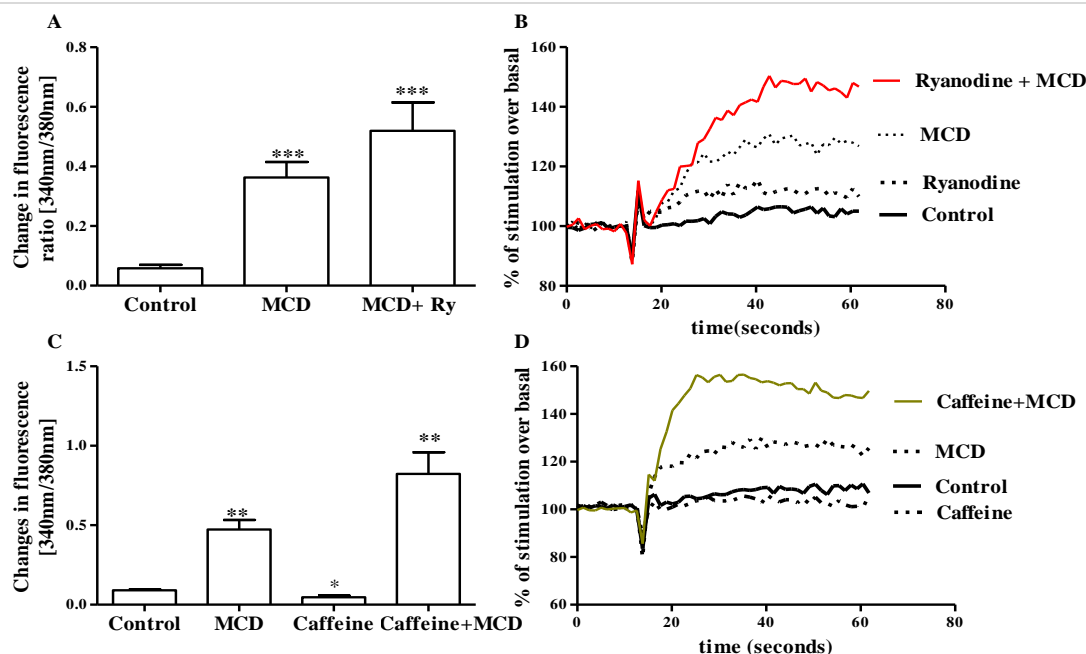 A
Change in fluorescence
ratio [340nm/380nm]
0.8
0.6
0.4
0.2
0.0
***
***
Control
MCD
MCD+ Ry
B
% of stimulation over basal
160
140
120
100
80
0
20
40
60
80
time(seconds)
Ryanodine + MCD
MCD
Ryanodine
Control
C
Changes in fluorescence
[340nm/380nm]
1.5
1.0
0.5
0.0
**
*
**
Control
MCD
Caffeine
Caffeine+MCD
D
% of stimulation over basal
160
140
120
100
80
60
0
20
40
60
80
time (seconds)
Caffeine+MCD
MCD
Control
Caffeine